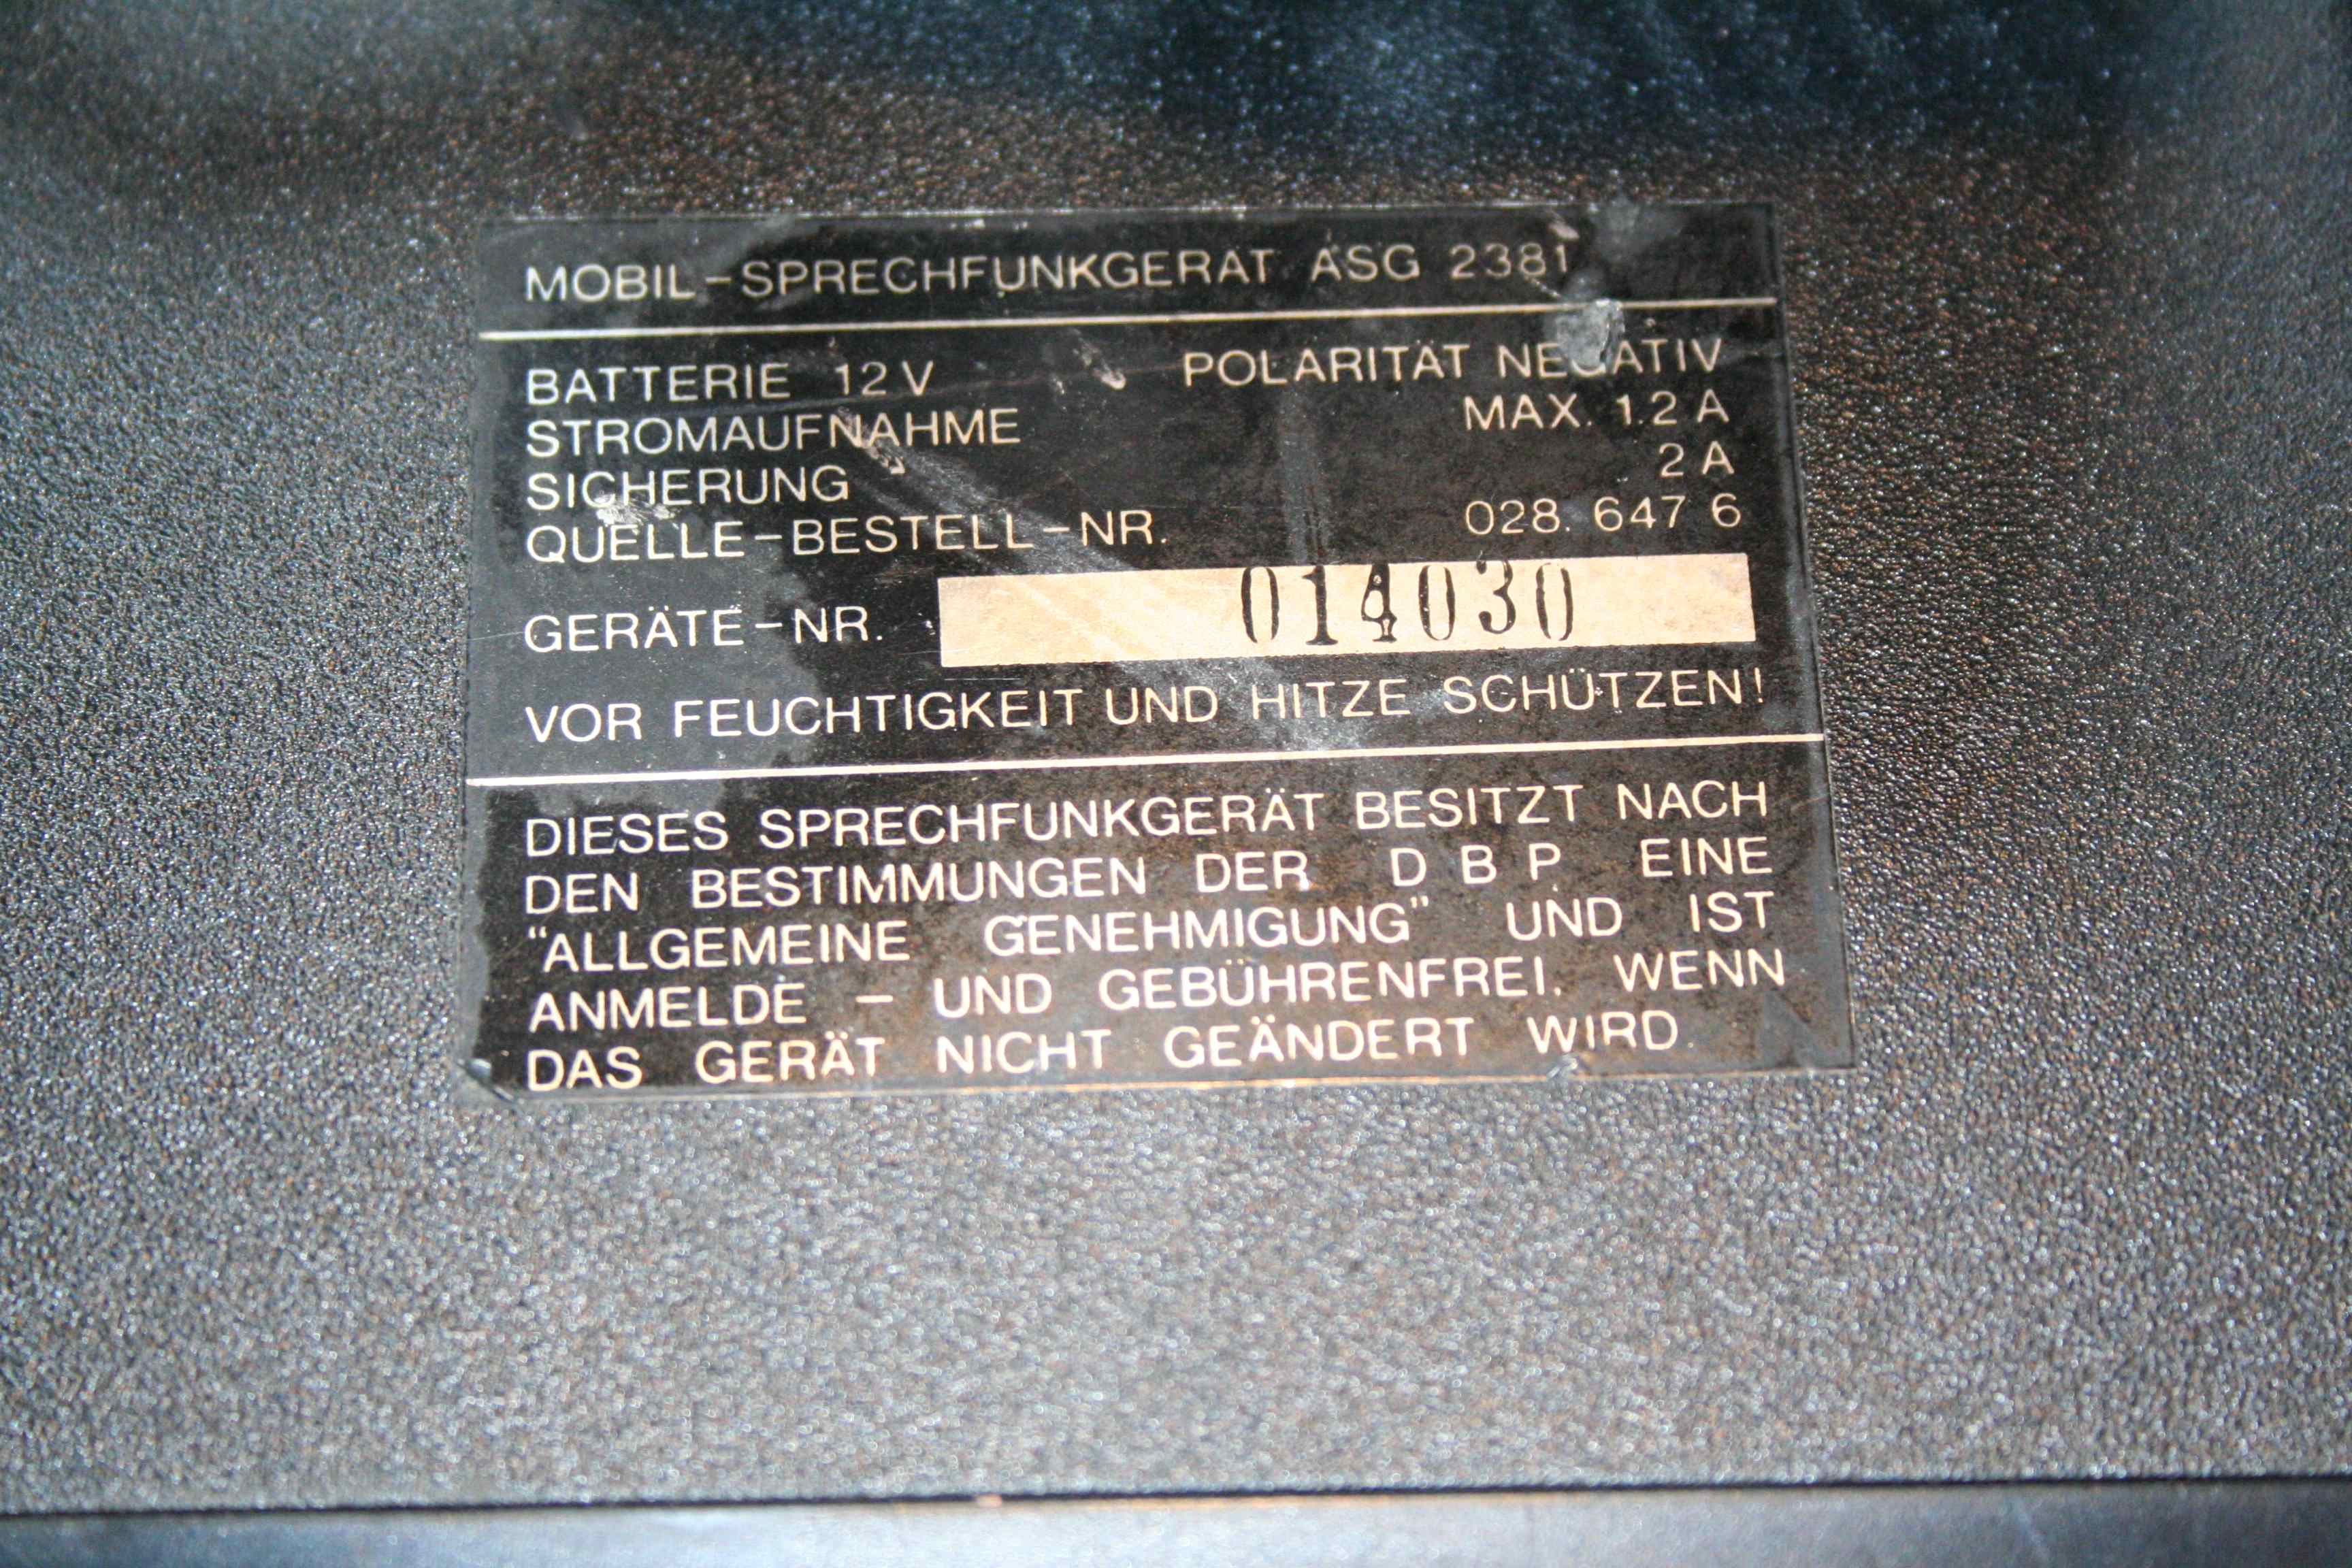 MOBIL-SPRECHFUNKGERÄT ASG 2381
BATTERIE 12V POLARITÄT NEGATIV
STROMAUFNAHME MAX. 1.2 A
SICHERUNG 2 A
QUELLE-BESTELL-NR. 028. 647 6
GERÄTE-NR. 014030
VOR FEUCHTIGKEIT UND HITZE SCHÜTZEN!
DIESES SPRECHFUNKGERÄT BESITZT NACH
DEN BESTIMMUNGEN DER D B P EINE
“ALLGEMEINE GENEHMIGUNG” UND IST
ANMELDE - UND GEBÜHRENFREI. WENN
DAS GERÄT NICHT GEÄNDERT WIRD.